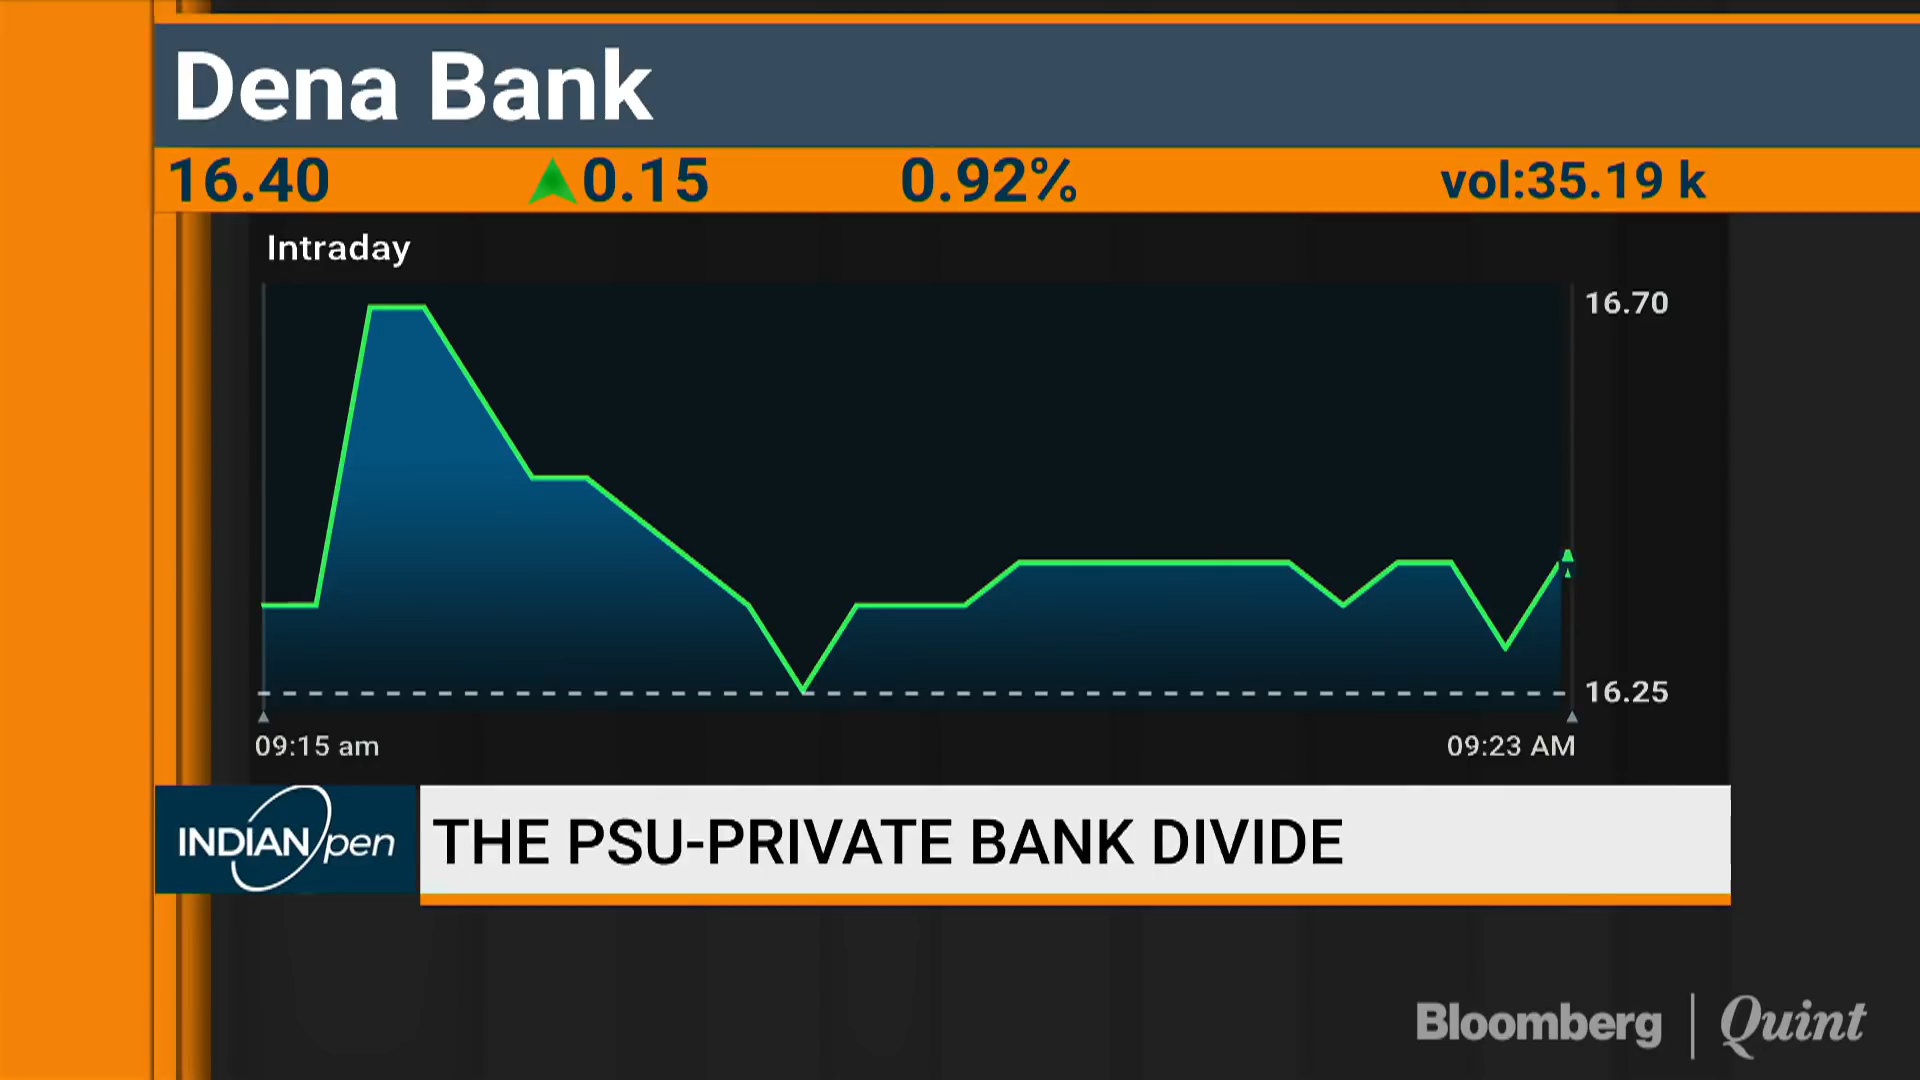 Dena Bank
16.40 0.15 0.92% vol:35.19 k
Intraday
16.70
16.25
09:15 am 09:23 AM
INDIAN Open
THE PSU-PRIVATE BANK DIVIDE
Bloomberg | Quint